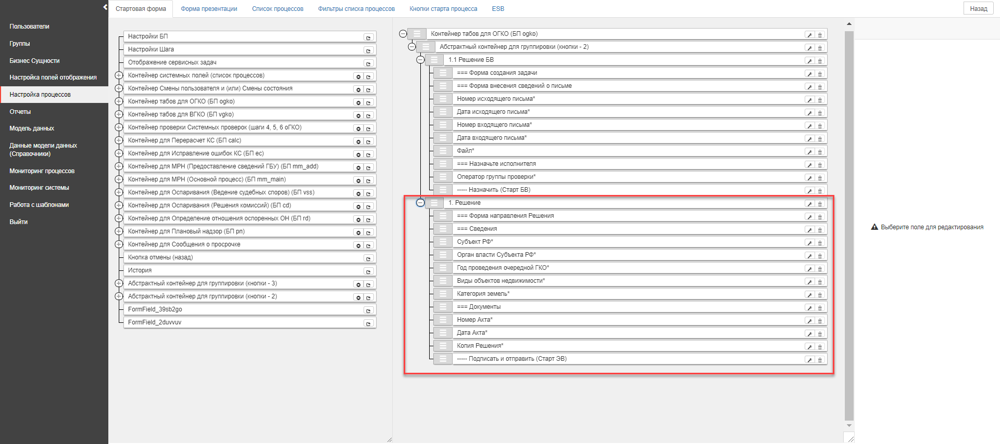 Стартовая форма
Форма презентации
Список процессов
Фильтры списка процессов
Кнопки старта процесса
ESB
Назад
Пользователи
Группы
Бизнес Сущности
Настройка полей отображения
Настройка процессов
Отчеты
Модель данных
Данные модели данных
(Справочники)
Мониторинг процессов
Мониторинг системы
Работа с шаблонами
Выйти
Настройки БП
Настройки Шага
Отображение сервисных задач
Контейнер системных полей (список процессов)
Контейнер Смены пользователя и (или) Смены состояния
Контейнер табов для ОГКО (БП ogko)
Контейнер табов для ВГКО (БП vgko)
Контейнер проверки Системных проверок (шаги 4, 5, 6 оГКО)
Контейнер для Перерасчет КС (БП calc)
Контейнер для Исправление ошибок КС (БП ec)
Контейнер для МРН (Предоставление сведений ГБУ) (БП mm_add)
Контейнер для МРН (Основной процесс) (БП mm_main)
Контейнер для Оспаривания (Ведение судебных споров) (БП vss)
Контейнер для Оспаривания (Решения комиссий) (БП cd)
Контейнер для Определение отношения оспоренных ОН (БП rd)
Контейнер для Плановый надзор (БП pn)
Контейнер для Сообщения о просрочке
Кнопка отмены (назад)
История
Абстрактный контейнер для группировки (кнопки - 3)
Абстрактный контейнер для группировки (кнопки - 2)
FormField_39sb2go
FormField_2duvvuv
Контейнер табов для ОГКО (БП ogko)
Абстрактный контейнер для группировки (кнопки - 2)
1.1 Решение БВ
=== Форма создания задачи
=== Форма внесения сведений о письме
Номер исходящего письма*
Дата исходящего письма*
Номер входящего письма*
Дата входящего письма*
Файл*
=== Назначьте исполнителя
Оператор группы проверки*
----- Назначить (Старт БВ)
1. Решение
=== Форма направления Решения
=== Сведения
Субъект РФ*
Орган власти Субъекта РФ*
Год проведения очередной ГКО*
Виды объектов недвижимости*
Категория земель*
=== Документы
Номер Акта*
Дата Акта*
Копия Решения*
----- Подписать и отправить (Старт ЭВ)
Выберите поле для редактирования